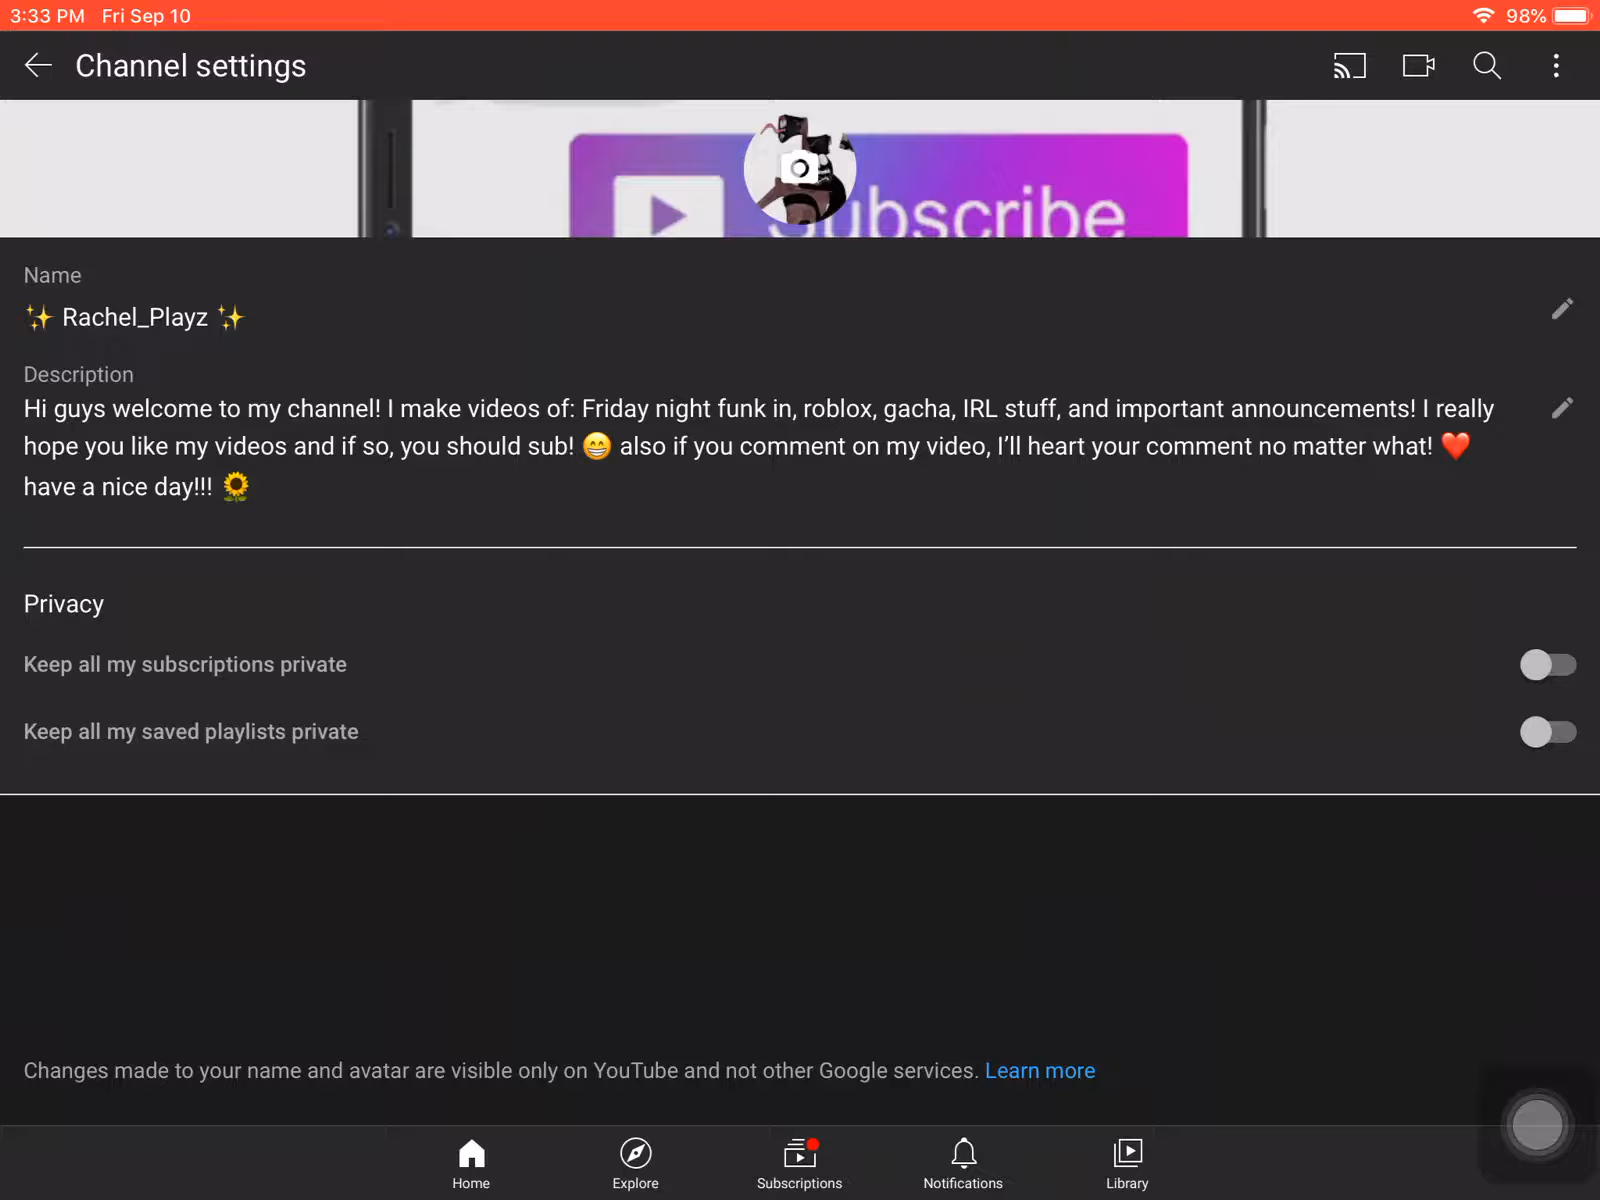 3:33 PM Fri Sep 10 98%
Channel settings
Subscribe
Name
✨ Rachel_Playz ✨
Description
Hi guys welcome to my channel! I make videos of: Friday night funk in, roblox, gacha, IRL stuff, and important announcements! I really
hope you like my videos and if so, you should sub! 😁 also if you comment on my video, I’ll heart your comment no matter what! ❤️
have a nice day!!! 🌻
Privacy
Keep all my subscriptions private
Keep all my saved playlists private
Changes made to your name and avatar are visible only on YouTube and not other Google services. Learn more
Home Explore Subscriptions Notifications Library